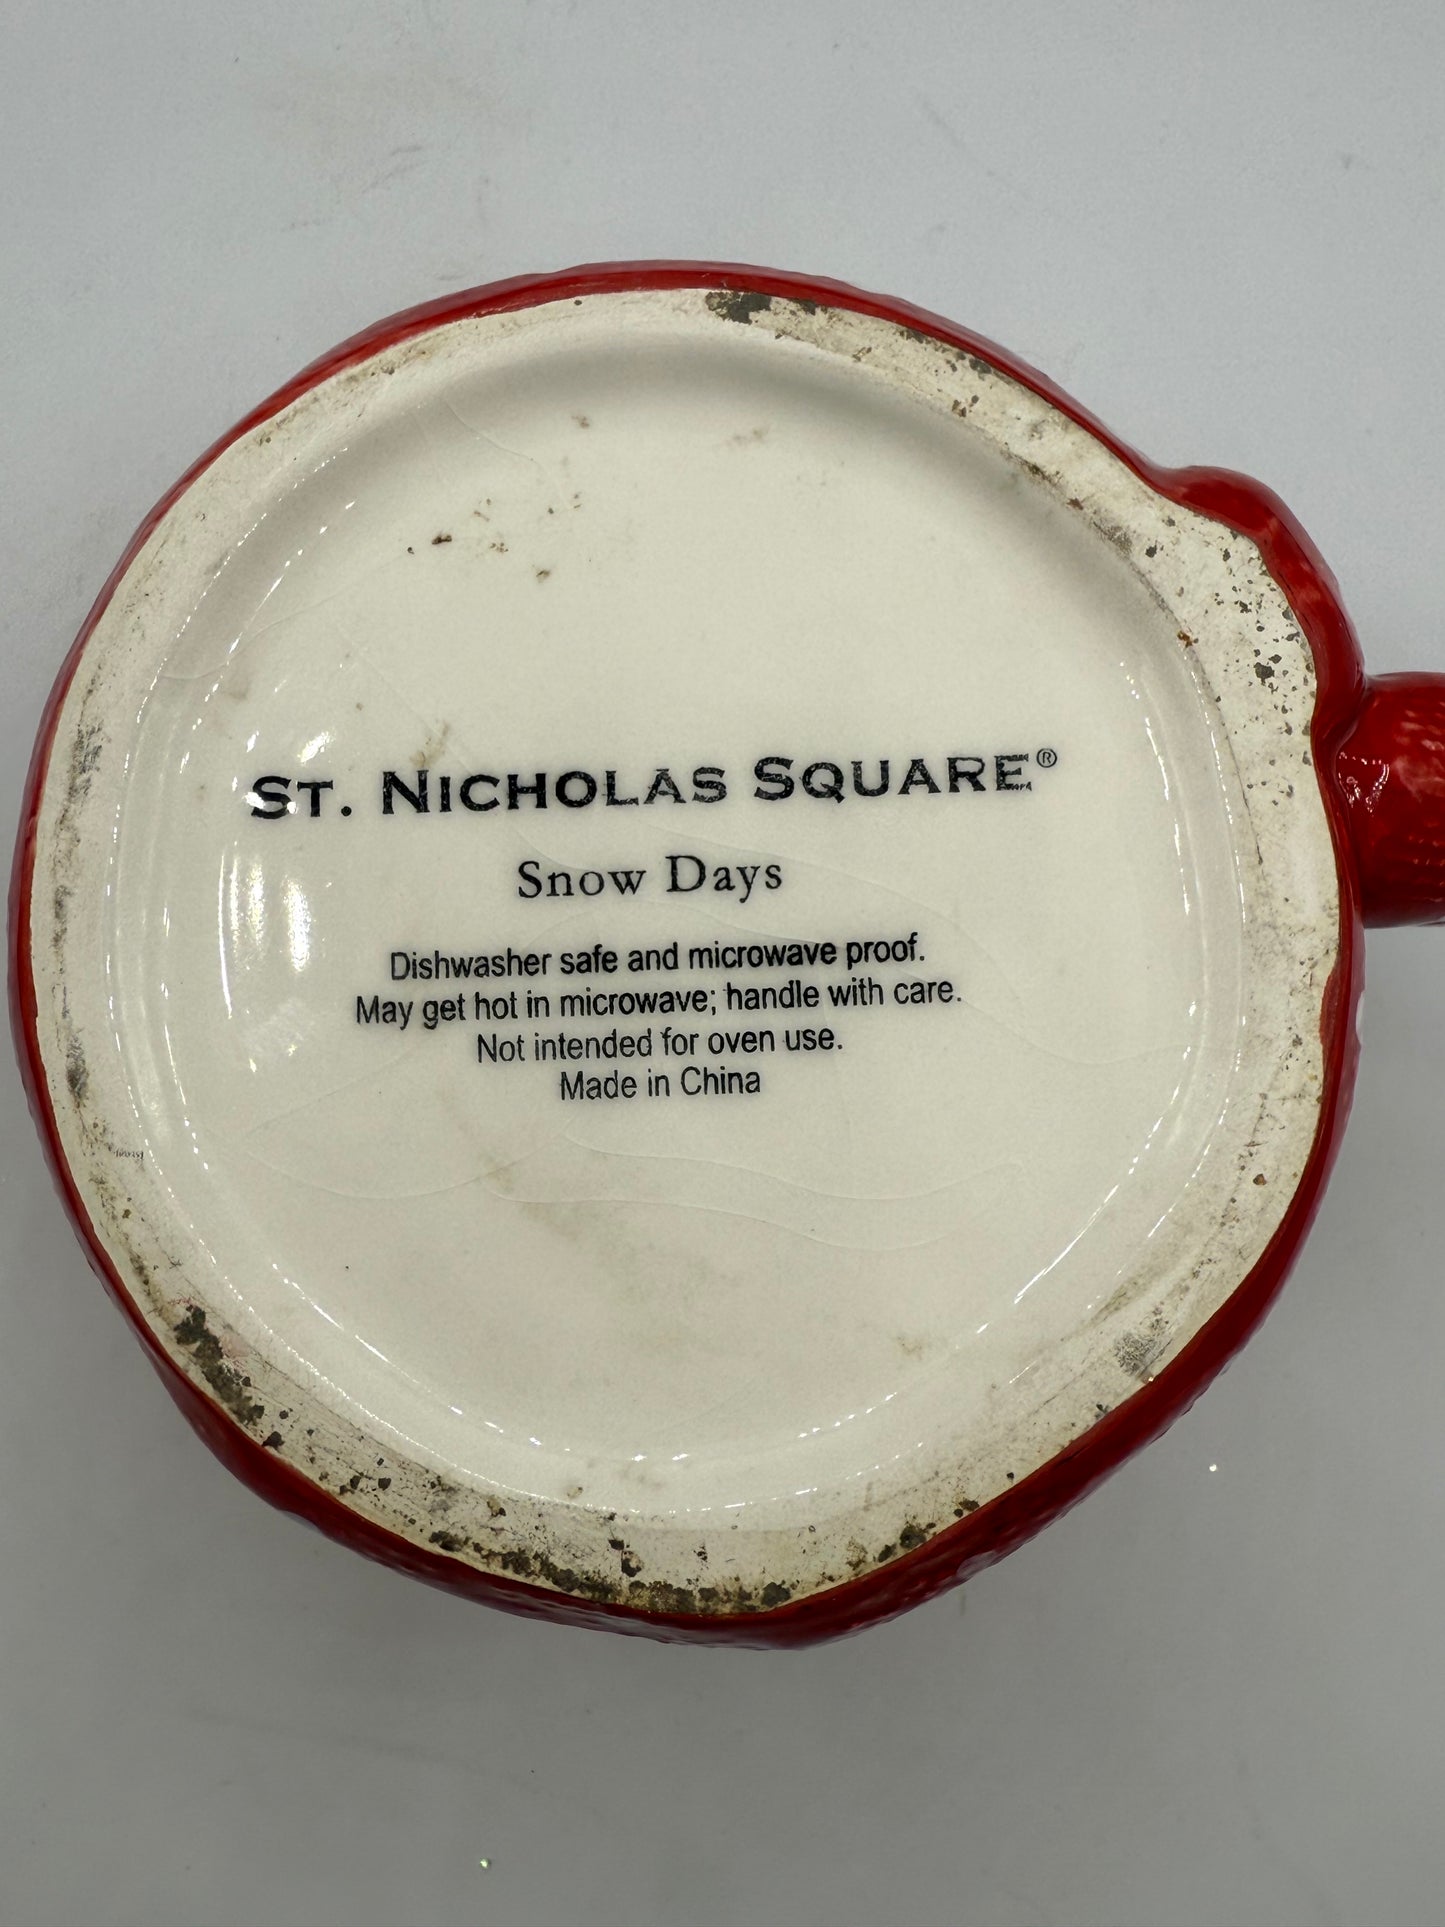 ST. NICHOLAS SQUARE®
Snow Days
Dishwasher safe and microwave proof.
May get hot in microwave; handle with care.
Not intended for oven use.
Made in China